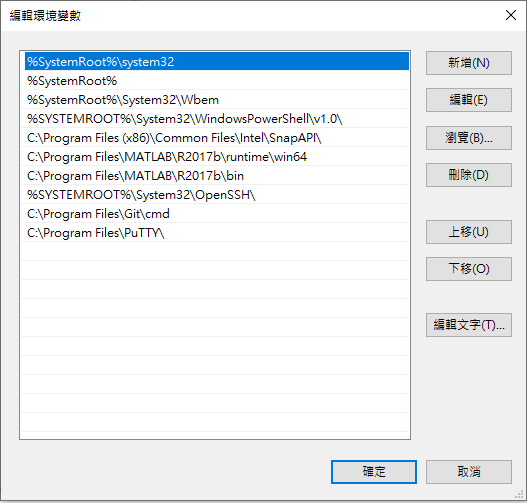 編輯環境變數
%SystemRoot%\system32
%SystemRoot%
%SystemRoot%\System32\Wbem
%SYSTEMROOT%\System32\WindowsPowerShell\v1.0\
C:\Program Files (x86)\Common Files\Intel\SnapAPI\
C:\Program Files\MATLAB\R2017b\runtime\win64
C:\Program Files\MATLAB\R2017b\bin
%SYSTEMROOT%\System32\OpenSSH\
C:\Program Files\Git\cmd
C:\Program Files\PuTTY\
新增(N)
編輯(E)
瀏覽(B)...
刪除(D)
上移(U)
下移(O)
編輯文字(T)...
確定
取消